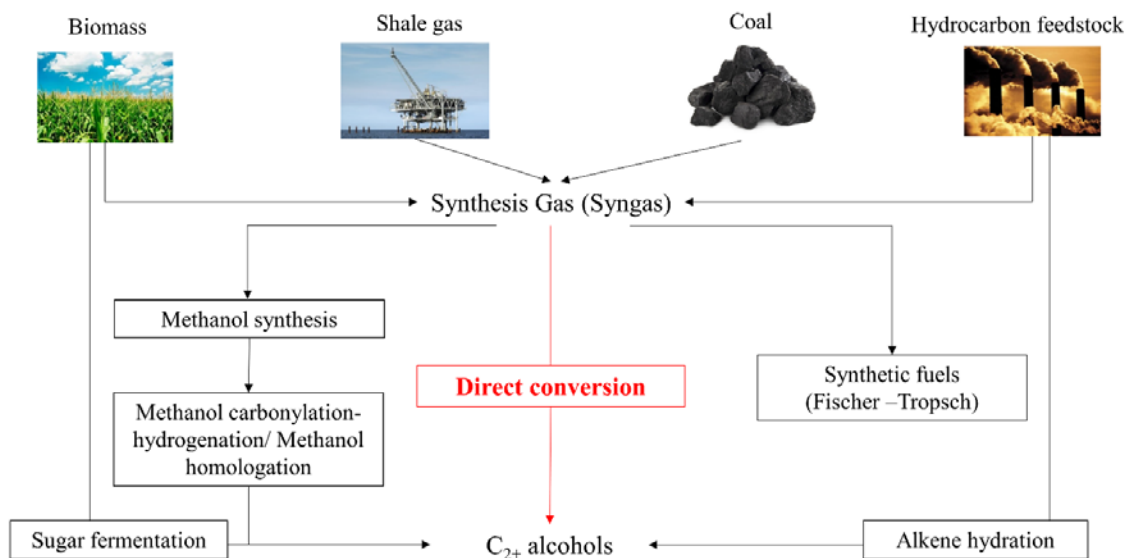 Biomass
Shale gas
Coal
Hydrocarbon feedstock
Synthesis Gas (Syngas)
Methanol synthesis
Direct conversion
Synthetic fuels
(Fischer –Tropsch)
Methanol carbonylation-
hydrogenation/ Methanol
homologation
Sugar fermentation
C₂₊ alcohols
Alkene hydration